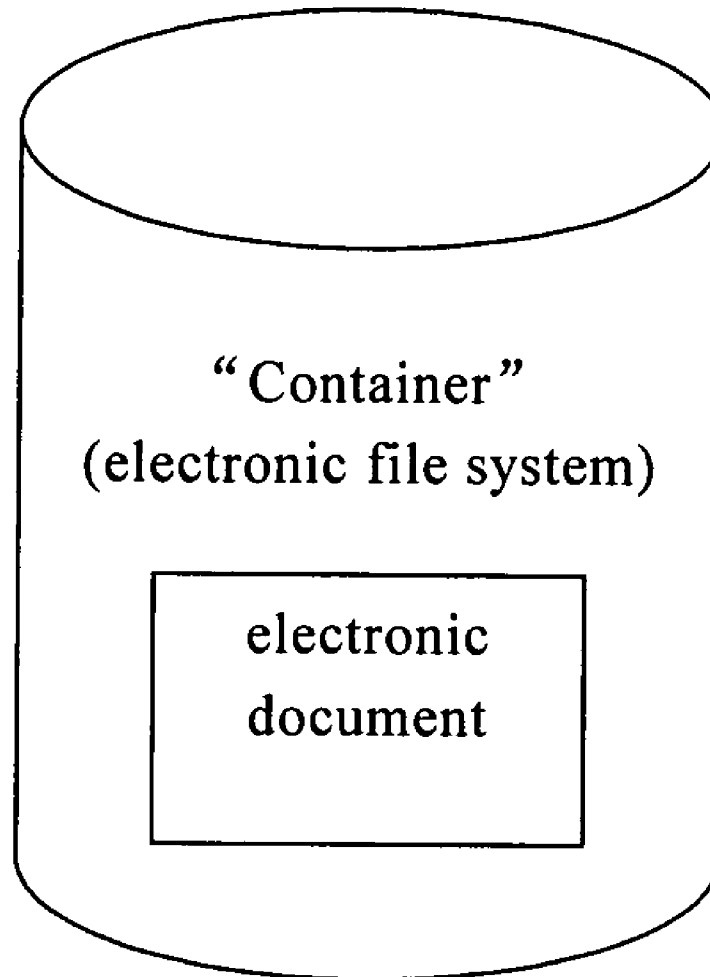 “Container”
(electronic file system)
electronic
document